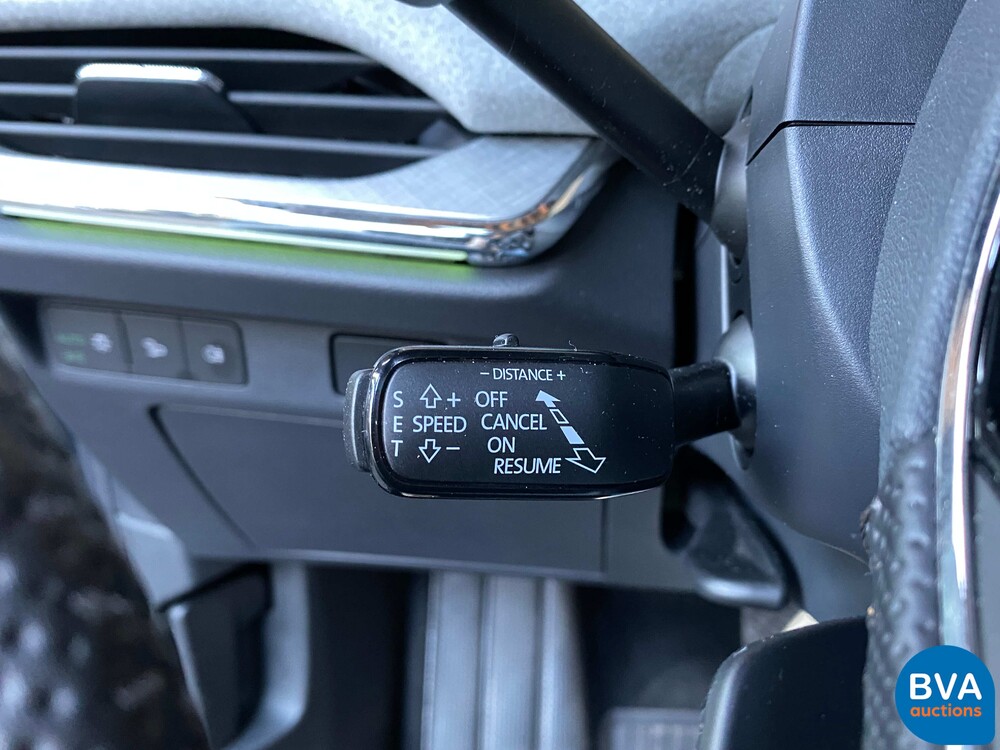 − DISTANCE +
S + OFF
E SPEED CANCEL
T − ON
RESUME
BVA
auctions